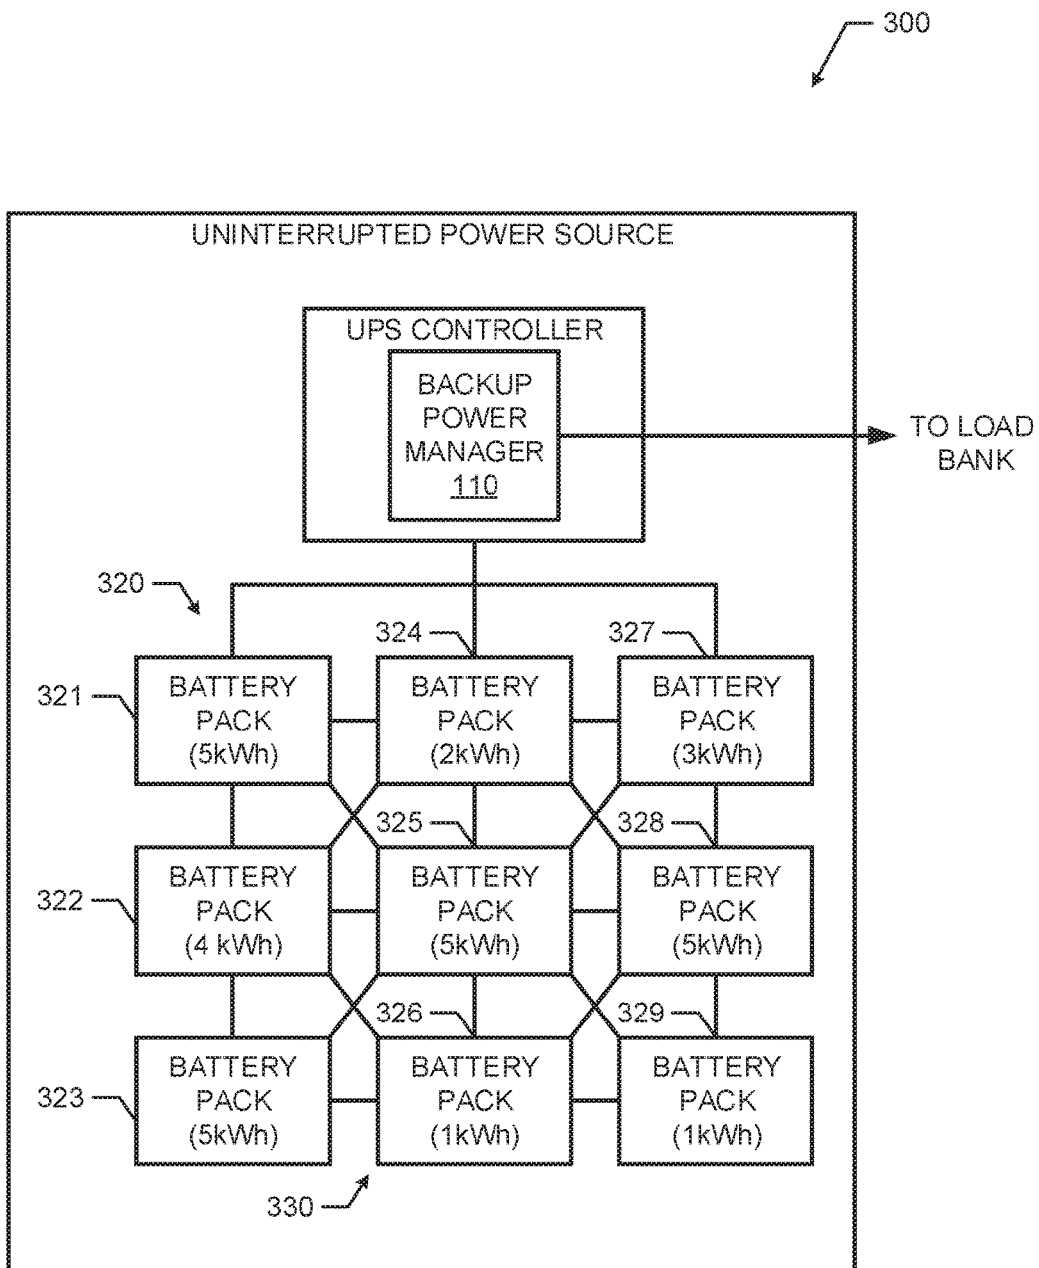 300
UNINTERRUPTED POWER SOURCE
UPS CONTROLLER
BACKUP
POWER
MANAGER
110
TO LOAD
BANK
320
324
327
321
BATTERY
PACK
(5kWh)
BATTERY
PACK
(2kWh)
BATTERY
PACK
(3kWh)
325
328
322
BATTERY
PACK
(4 kWh)
BATTERY
PACK
(5kWh)
BATTERY
PACK
(5kWh)
326
329
323
BATTERY
PACK
(5kWh)
BATTERY
PACK
(1kWh)
BATTERY
PACK
(1kWh)
330